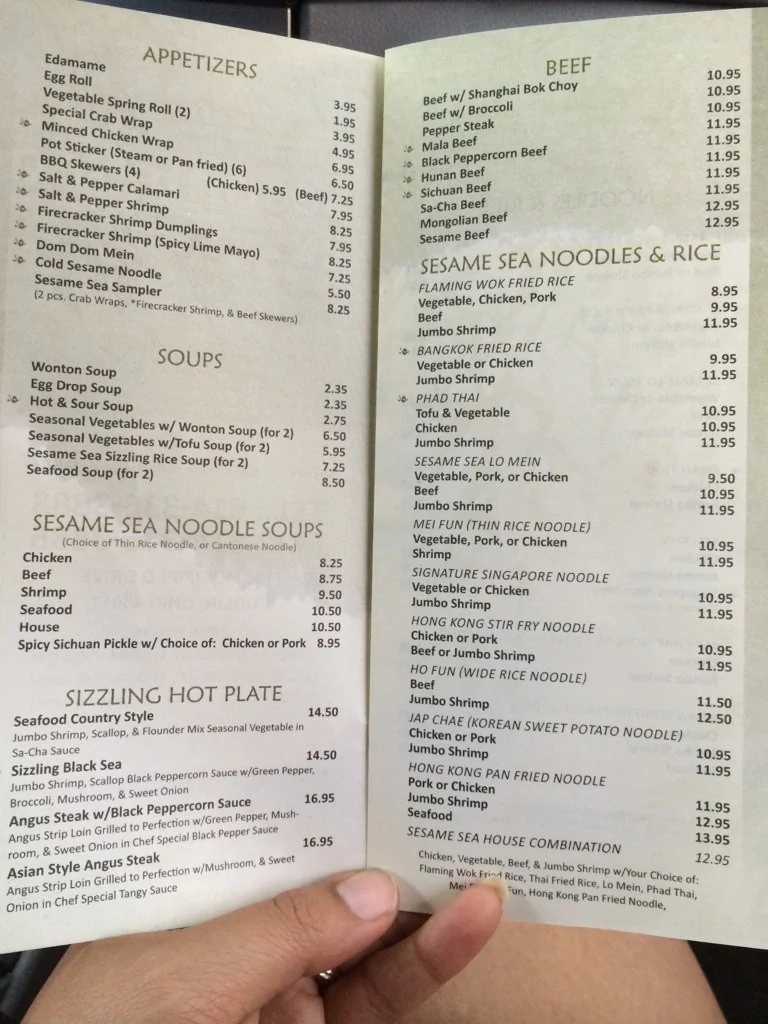 APPETIZERS
Edamame 3.95
Egg Roll 1.95
Vegetable Spring Roll (2) 3.95
Special Crab Wrap 4.95
Minced Chicken Wrap 6.95
Pot Sticker (Steam or Pan fried) (6) 6.50
BBQ Skewers (4) (Chicken) 5.95 (Beef) 7.25
Salt & Pepper Calamari 7.95
Salt & Pepper Shrimp 8.25
Firecracker Shrimp Dumplings 7.95
Firecracker Shrimp (Spicy Lime Mayo) 8.25
Dom Dom Mein 7.25
Cold Sesame Noodle 5.50
Sesame Sea Sampler 8.25
(2 pcs. Crab Wraps, *Firecracker Shrimp, & Beef Skewers)
SOUPS
Wonton Soup 2.35
Egg Drop Soup 2.35
Hot & Sour Soup 2.75
Seasonal Vegetables w/ Wonton Soup (for 2) 6.50
Seasonal Vegetables w/Tofu Soup (for 2) 5.95
Sesame Sea Sizzling Rice Soup (for 2) 7.25
Seafood Soup (for 2) 8.50
SESAME SEA NOODLE SOUPS
(Choice of Thin Rice Noodle, or Cantonese Noodle)
Chicken 8.25
Beef 8.75
Shrimp 9.50
Seafood 10.50
House 10.50
Spicy Sichuan Pickle w/ Choice of: Chicken or Pork 8.95
SIZZLING HOT PLATE
Seafood Country Style 14.50
Jumbo Shrimp, Scallop, & Flounder Mix Seasonal Vegetable in
Sa-Cha Sauce
Sizzling Black Sea 14.50
Jumbo Shrimp, Scallop Black Peppercorn Sauce w/Green Pepper,
Broccoli, Mushroom, & Sweet Onion
Angus Steak w/Black Peppercorn Sauce 16.95
Angus Strip Loin Grilled to Perfection w/Green Pepper, Mush-
room, & Sweet Onion in Chef Special Black Pepper Sauce
Asian Style Angus Steak 16.95
Angus Strip Loin Grilled to Perfection w/Mushroom, & Sweet
Onion in Chef Special Tangy Sauce
BEEF
Beef w/ Shanghai Bok Choy 10.95
Beef w/ Broccoli 10.95
Pepper Steak 10.95
Mala Beef 11.95
Black Peppercorn Beef 11.95
Hunan Beef 11.95
Sichuan Beef 11.95
Sa-Cha Beef 11.95
Mongolian Beef 12.95
Sesame Beef 12.95
SESAME SEA NOODLES & RICE
FLAMING WOK FRIED RICE
Vegetable, Chicken, Pork 8.95
Beef 9.95
Jumbo Shrimp 11.95
BANGKOK FRIED RICE
Vegetable or Chicken 9.95
Jumbo Shrimp 11.95
PHAD THAI
Tofu & Vegetable 10.95
Chicken 10.95
Jumbo Shrimp 11.95
SESAME SEA LO MEIN
Vegetable, Pork, or Chicken 9.50
Beef 10.95
Jumbo Shrimp 11.95
MEI FUN (THIN RICE NOODLE)
Vegetable, Pork, or Chicken 10.95
Shrimp 11.95
SIGNATURE SINGAPORE NOODLE
Vegetable or Chicken 10.95
Jumbo Shrimp 11.95
HONG KONG STIR FRY NOODLE
Chicken or Pork 10.95
Beef or Jumbo Shrimp 11.95
HO FUN (WIDE RICE NOODLE)
Beef 11.50
Jumbo Shrimp 12.50
JAP CHAE (KOREAN SWEET POTATO NOODLE)
Chicken or Pork 10.95
Jumbo Shrimp 11.95
HONG KONG PAN FRIED NOODLE
Pork or Chicken 11.95
Jumbo Shrimp 12.95
Seafood 13.95
SESAME SEA HOUSE COMBINATION 12.95
Chicken, Vegetable, Beef, & Jumbo Shrimp w/Your Choice of:
Flaming Wok Fried Rice, Thai Fried Rice, Lo Mein, Phad Thai,
Mei Fun, Hong Kong Pan Fried Noodle,